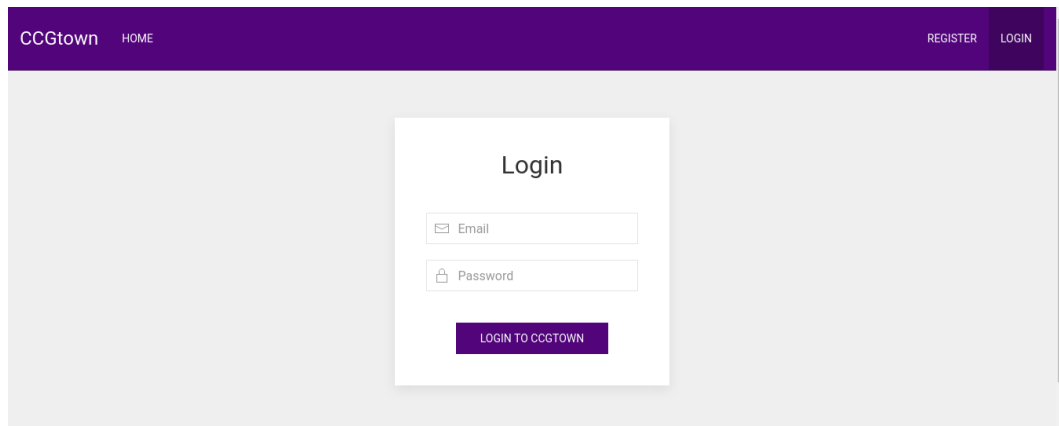 CCGtown HOME REGISTER LOGIN
Login
Email
Password
LOGIN TO CCGTOWN